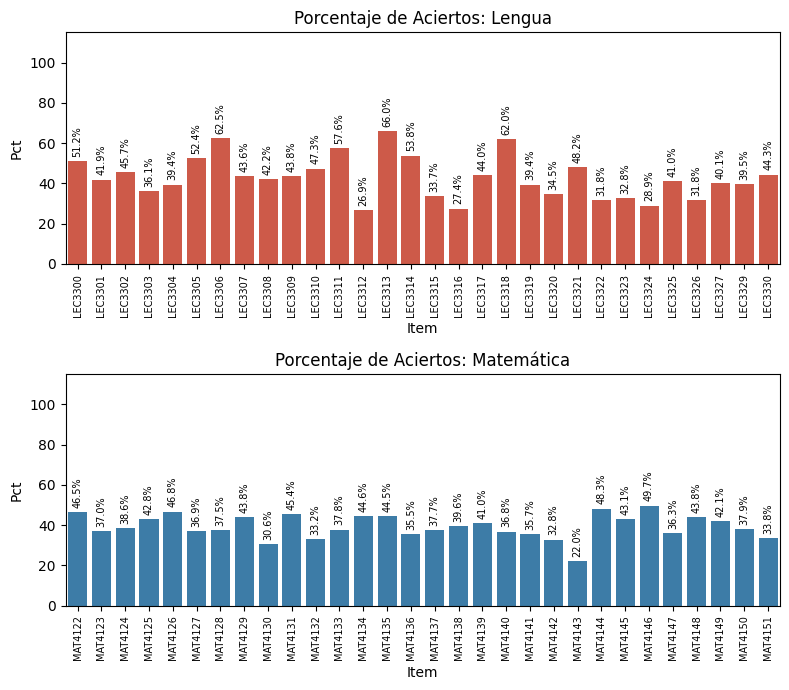 Porcentaje de Aciertos: Lengua
Pct
100
80
60
40
20
0
51.2% 41.9% 45.7% 36.1% 39.4% 52.4% 62.5% 43.6% 42.2% 43.8% 47.3% 57.6% 26.9% 66.0% 53.8% 33.7% 27.4% 44.0% 62.0% 39.4% 34.5% 48.2% 31.8% 32.8% 28.9% 41.0% 31.8% 40.1% 39.5% 44.3%
LEC3300 LEC3301 LEC3302 LEC3303 LEC3304 LEC3305 LEC3306 LEC3307 LEC3308 LEC3309 LEC3310 LEC3311 LEC3312 LEC3313 LEC3314 LEC3315 LEC3316 LEC3317 LEC3318 LEC3319 LEC3320 LEC3321 LEC3322 LEC3323 LEC3324 LEC3325 LEC3326 LEC3327 LEC3329 LEC3330
Item
Porcentaje de Aciertos: Matemática
Pct
100
80
60
40
20
0
46.5% 37.0% 38.6% 42.8% 46.8% 36.9% 37.5% 43.8% 30.6% 45.4% 33.2% 37.8% 44.6% 44.5% 35.5% 37.7% 39.6% 41.0% 36.8% 35.7% 32.8% 22.0% 48.3% 43.1% 49.7% 36.3% 43.8% 42.1% 37.9% 33.8%
MAT4122 MAT4123 MAT4124 MAT4125 MAT4126 MAT4127 MAT4128 MAT4129 MAT4130 MAT4131 MAT4132 MAT4133 MAT4134 MAT4135 MAT4136 MAT4137 MAT4138 MAT4139 MAT4140 MAT4141 MAT4142 MAT4143 MAT4144 MAT4145 MAT4146 MAT4147 MAT4148 MAT4149 MAT4150 MAT4151
Item